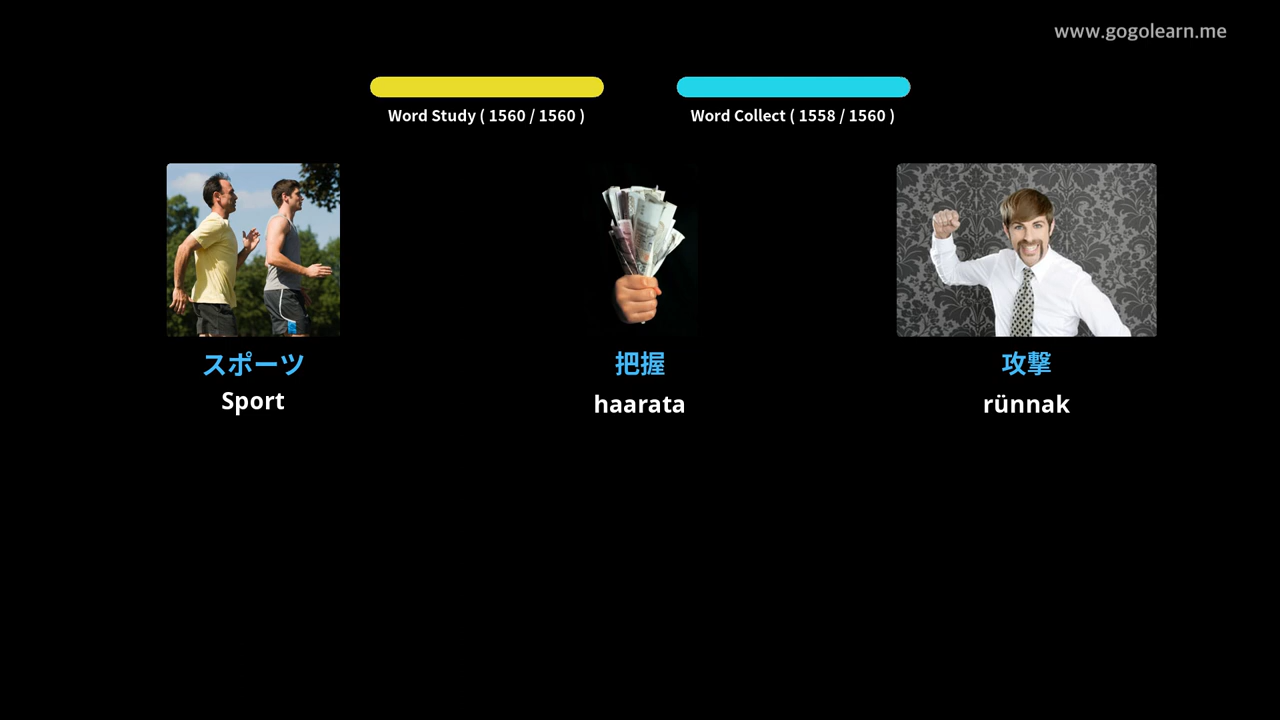 www.gogolearn.me
Word Study ( 1560 / 1560 )
Word Collect ( 1558 / 1560 )
スポーツ
Sport
把握
haarata
攻撃
rünnak